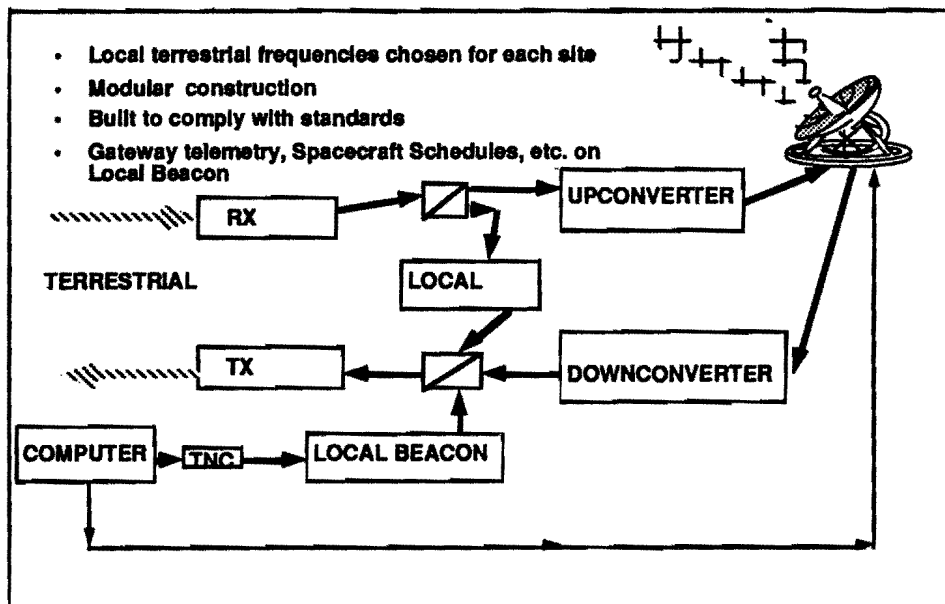 • Local terrestrial frequencies chosen for each site
• Modular construction
• Built to comply with standards
• Gateway telemetry, Spacecraft Schedules, etc. on
Local Beacon
RX
UPCONVERTER
TERRESTRIAL
LOCAL
TX
DOWNCONVERTER
COMPUTER
TNC
LOCAL BEACON